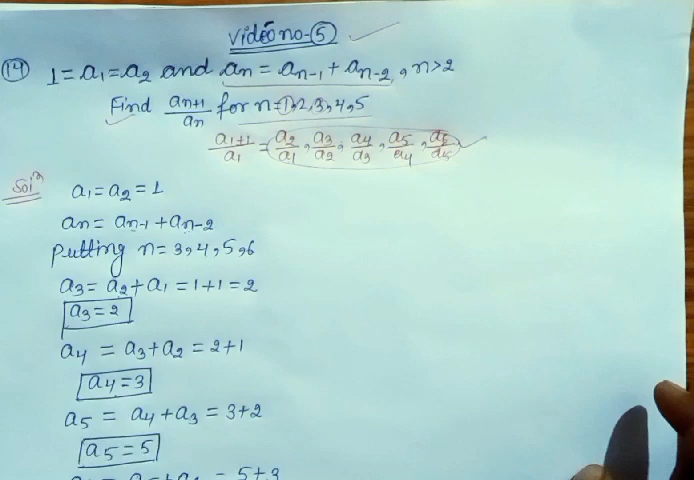 Video no-(5)
(14) 1 = a₁ = a₂ and aₙ = aₙ₋₁ + aₙ₋₂, n>2
Find aₙ₊₁/aₙ for n=1,2,3,4,5
a₁₊₁/a₁ = a₂/a₁, a₃/a₂, a₄/a₃, a₅/a₄, a₆/a₅
Solⁿ a₁ = a₂ = 1
aₙ = aₙ₋₁ + aₙ₋₂
Putting n = 3,4,5,6
a₃ = a₂ + a₁ = 1+1 = 2
a₃ = 2
a₄ = a₃ + a₂ = 2+1
a₄ = 3
a₅ = a₄ + a₃ = 3+2
a₅ = 5
= 5+3